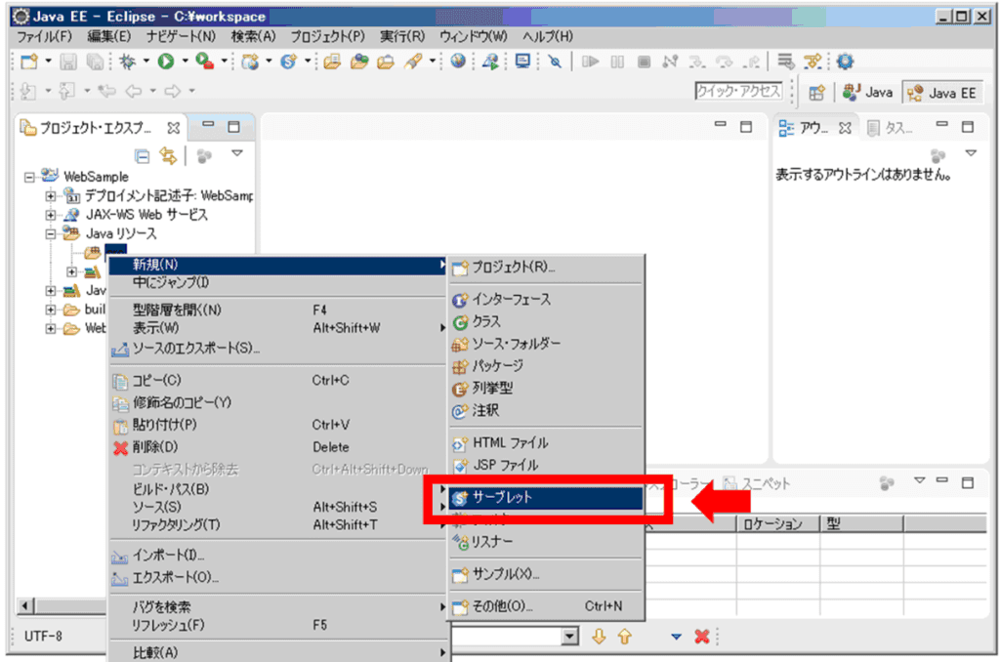 Java EE - Eclipse - C:¥workspace
ファイル(F) 編集(E) ナビゲート(N) 検索(A) プロジェクト(P) 実行(R) ウィンドウ(W) ヘルプ(H)
クイック・アクセス Java Java EE
プロジェクト・エクスプ...
アウ... タス...
表示するアウトラインはありません。
WebSample
デプロイメント記述子: WebSamp
JAX-WS Web サービス
Java リソース
Jav
buil
Web
新規(N)
中にジャンプ(I)
型階層を開く(N) F4
表示(W) Alt+Shift+W
ソースのエクスポート(S)...
コピー(C) Ctrl+C
修飾名のコピー(Y)
貼り付け(P) Ctrl+V
削除(D) Delete
コンテキストから除去 Ctrl+Alt+Shift+Down
ビルド・パス(B)
ソース(S) Alt+Shift+S
リファクタリング(T) Alt+Shift+T
インポート(I)...
エクスポート(O)...
バグを検索
リフレッシュ(F) F5
比較(A)
プロジェクト(R)...
インターフェース
クラス
ソース・フォルダー
パッケージ
列挙型
注釈
HTML ファイル
JSP ファイル
サーブレット
リスナー
サンプル(X)...
その他(O)... Ctrl+N
スニペット
ロケーション 型
UTF-8